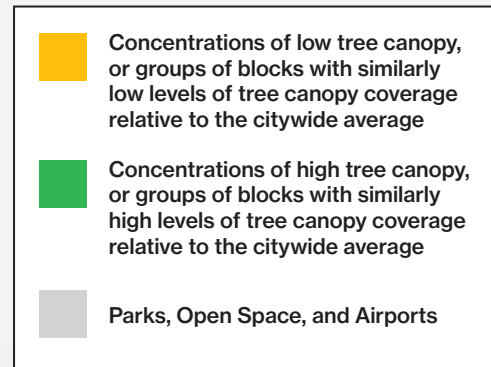 Concentrations of low tree canopy,
or groups of blocks with similarly
low levels of tree canopy coverage
relative to the citywide average
Concentrations of high tree canopy,
or groups of blocks with similarly
high levels of tree canopy coverage
relative to the citywide average
Parks, Open Space, and Airports